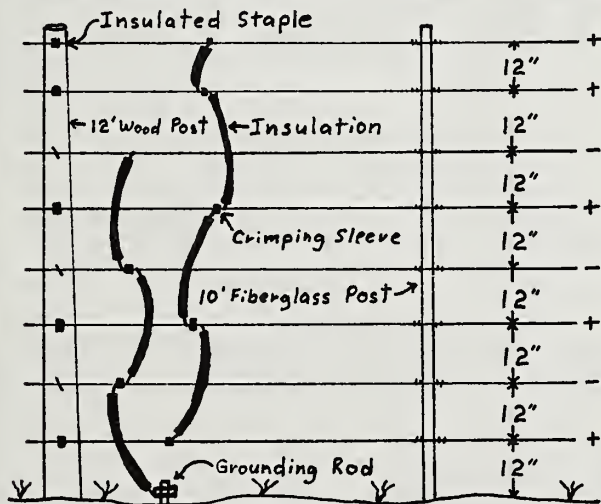 Insulated Staple
+
12"
+
12'Wood Post
Insulation
12"
-
12"
+
Crimping Sleeve
12"
-
10'Fiberglass Post
12"
+
12"
-
12"
+
Grounding Rod
12"